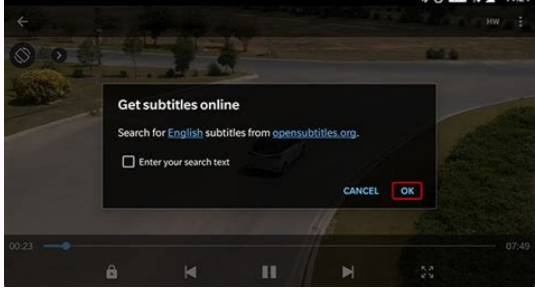 HW
Get subtitles online
Search for English subtitles from opensubtitles.org.
Enter your search text
CANCEL OK
00:23 07:49